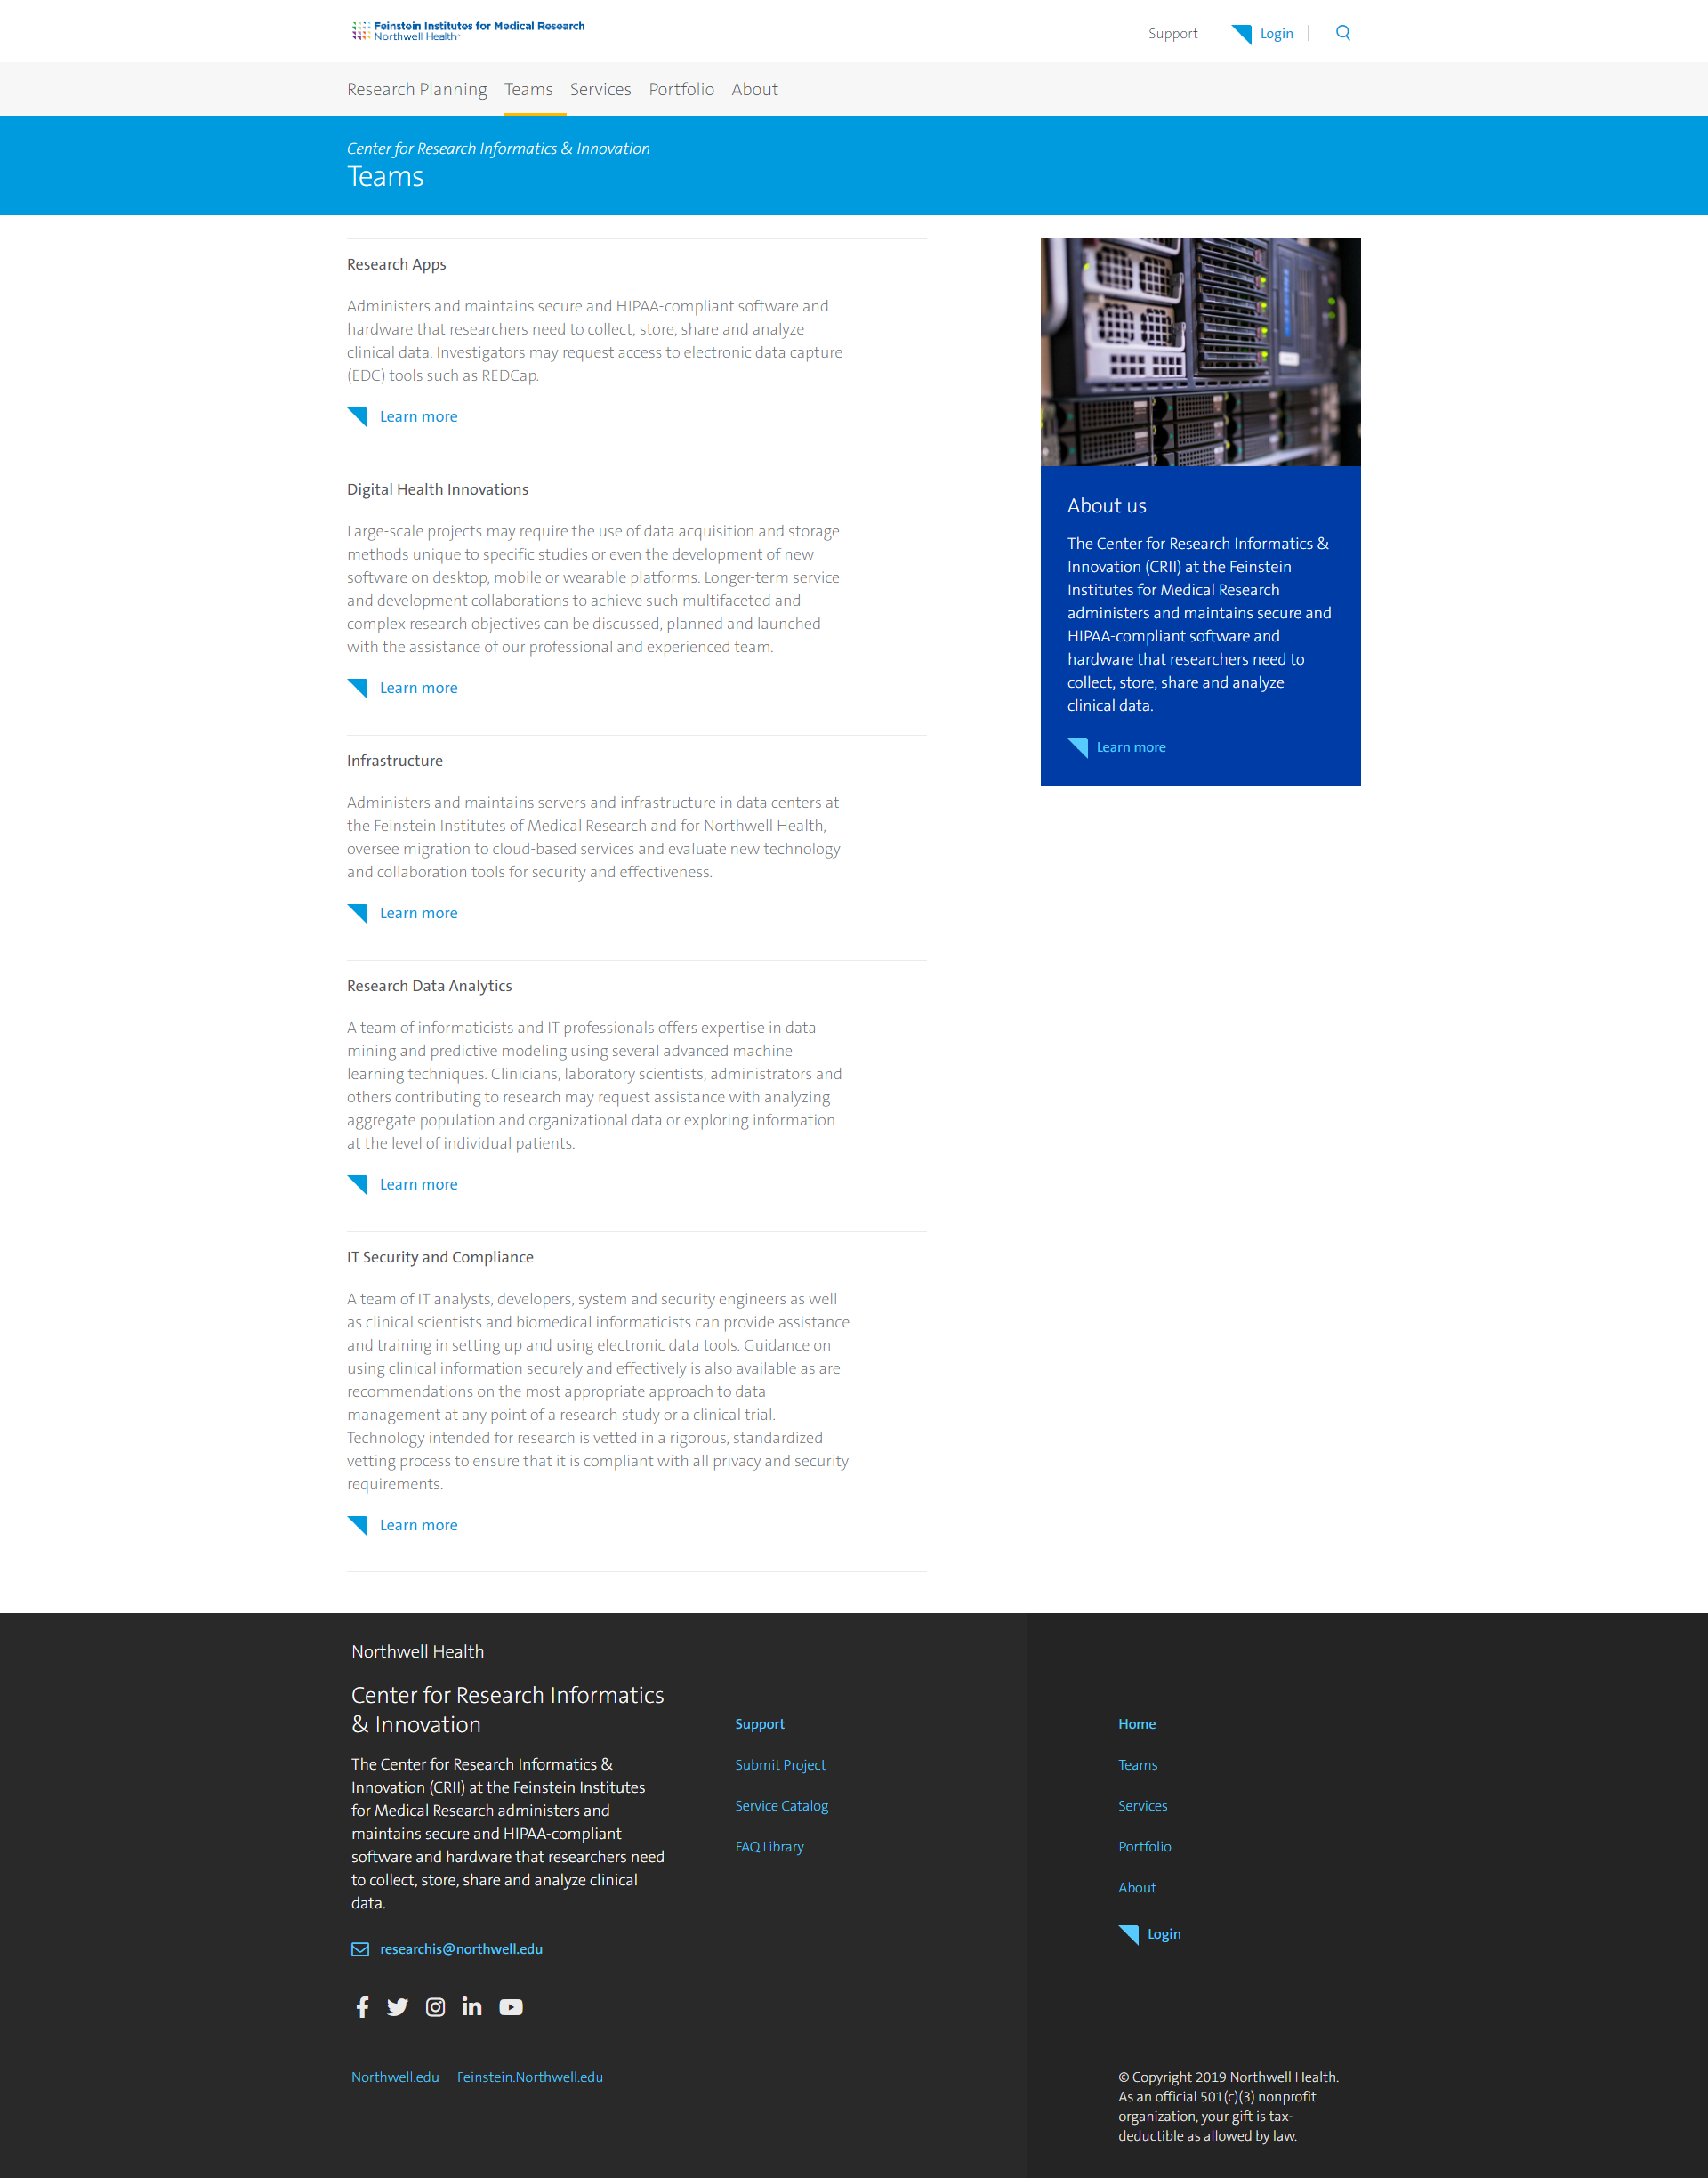 Feinstein Institutes for Medical Research
Northwell Health
Support
Login
Research Planning Teams Services Portfolio About
Center for Research Informatics & Innovation
Teams
Research Apps
Administers and maintains secure and HIPAA-compliant software and
hardware that researchers need to collect, store, share and analyze
clinical data. Investigators may request access to electronic data capture
(EDC) tools such as REDCap.
Learn more
Digital Health Innovations
Large-scale projects may require the use of data acquisition and storage
methods unique to specific studies or even the development of new
software on desktop, mobile or wearable platforms. Longer-term service
and development collaborations to achieve such multifaceted and
complex research objectives can be discussed, planned and launched
with the assistance of our professional and experienced team.
Learn more
Infrastructure
Administers and maintains servers and infrastructure in data centers at
the Feinstein Institutes of Medical Research and for Northwell Health,
oversee migration to cloud-based services and evaluate new technology
and collaboration tools for security and effectiveness.
Learn more
Research Data Analytics
A team of informaticists and IT professionals offers expertise in data
mining and predictive modeling using several advanced machine
learning techniques. Clinicians, laboratory scientists, administrators and
others contributing to research may request assistance with analyzing
aggregate population and organizational data or exploring information
at the level of individual patients.
Learn more
IT Security and Compliance
A team of IT analysts, developers, system and security engineers as well
as clinical scientists and biomedical informaticists can provide assistance
and training in setting up and using electronic data tools. Guidance on
using clinical information securely and effectively is also available as are
recommendations on the most appropriate approach to data
management at any point of a research study or a clinical trial.
Technology intended for research is vetted in a rigorous, standardized
vetting process to ensure that it is compliant with all privacy and security
requirements.
Learn more
About us
The Center for Research Informatics &
Innovation (CRII) at the Feinstein
Institutes for Medical Research
administers and maintains secure and
HIPAA-compliant software and
hardware that researchers need to
collect, store, share and analyze
clinical data.
Learn more
Northwell Health
Center for Research Informatics
& Innovation
The Center for Research Informatics &
Innovation (CRII) at the Feinstein Institutes
for Medical Research administers and
maintains secure and HIPAA-compliant
software and hardware that researchers need
to collect, store, share and analyze clinical
data.
researchis@northwell.edu
Northwell.edu Feinstein.Northwell.edu
Support
Submit Project
Service Catalog
FAQ Library
Home
Teams
Services
Portfolio
About
Login
© Copyright 2019 Northwell Health.
As an official 501(c)(3) nonprofit
organization, your gift is tax-
deductible as allowed by law.